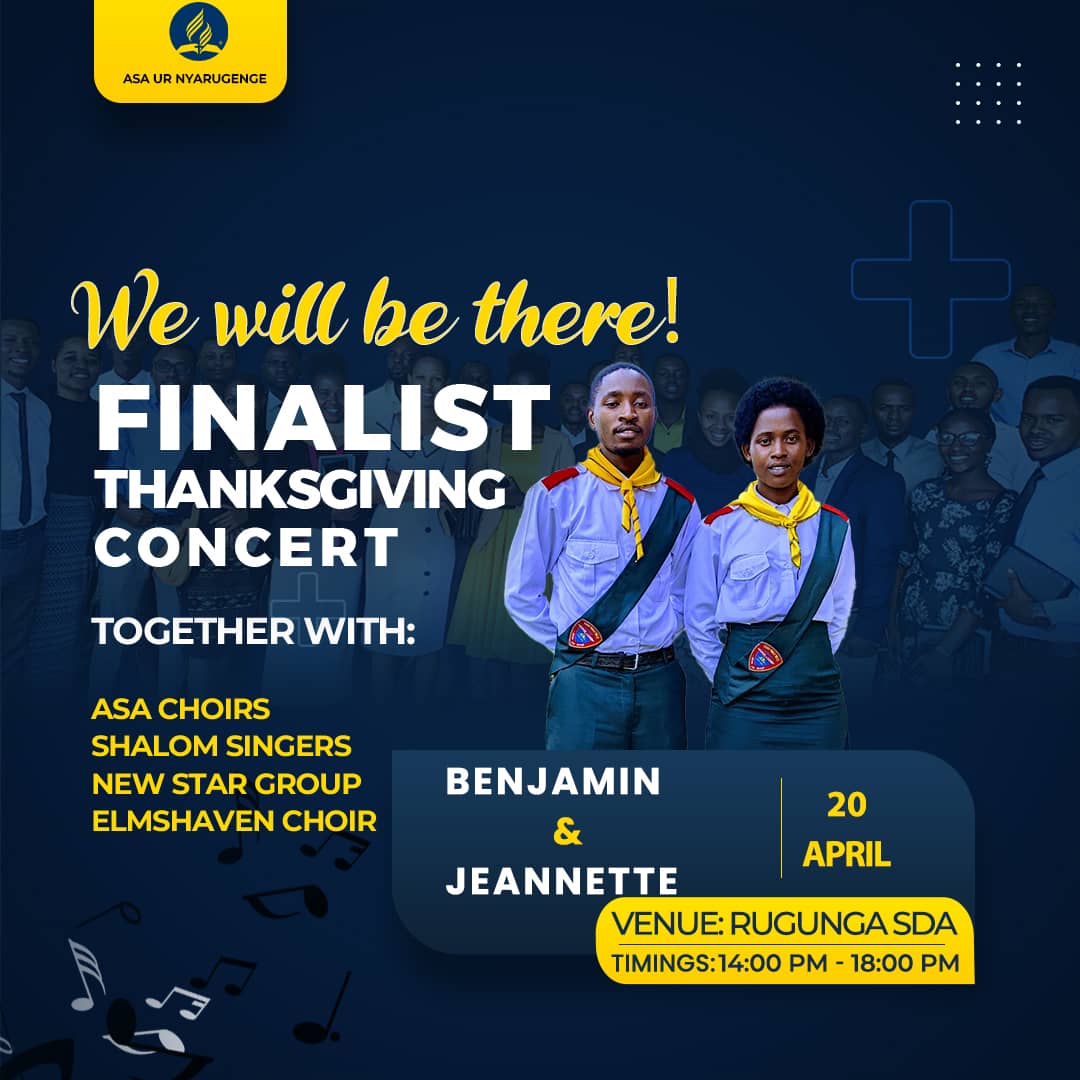 ASA UR NYARUGENGE
We will be there!
FINALIST
THANKSGIVING
CONCERT
TOGETHER WITH:
ASA CHOIRS
SHALOM SINGERS
NEW STAR GROUP
ELMSHAVEN CHOIR
BENJAMIN
&
JEANNETTE
20
APRIL
VENUE: RUGUNGA SDA
TIMINGS:14:00 PM - 18:00 PM